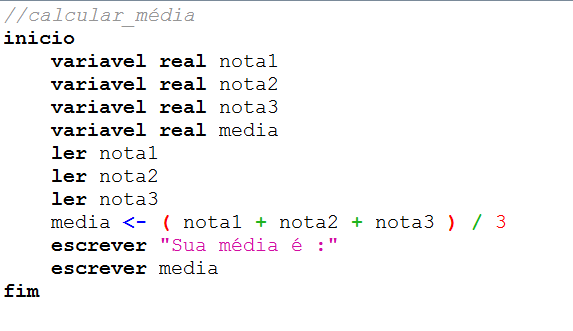 //calcular_média
inicio
    variavel real nota1
    variavel real nota2
    variavel real nota3
    variavel real media
    ler nota1
    ler nota2
    ler nota3
    media <- ( nota1 + nota2 + nota3 ) / 3
    escrever "Sua média é :"
    escrever media
fim